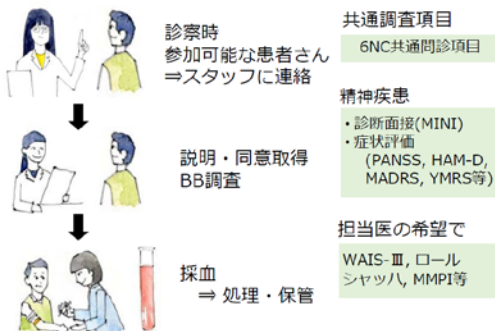 診察時
参加可能な患者さん
⇒スタッフに連絡
説明・同意取得
BB調査
採血
⇒ 処理・保管
共通調査項目
6NC共通問診項目
精神疾患
・診断面接(MINI)
・症状評価
(PANSS, HAM-D,
MADRS, YMRS等)
担当医の希望で
WAIS-Ⅲ, ロール
シャッハ, MMPI等